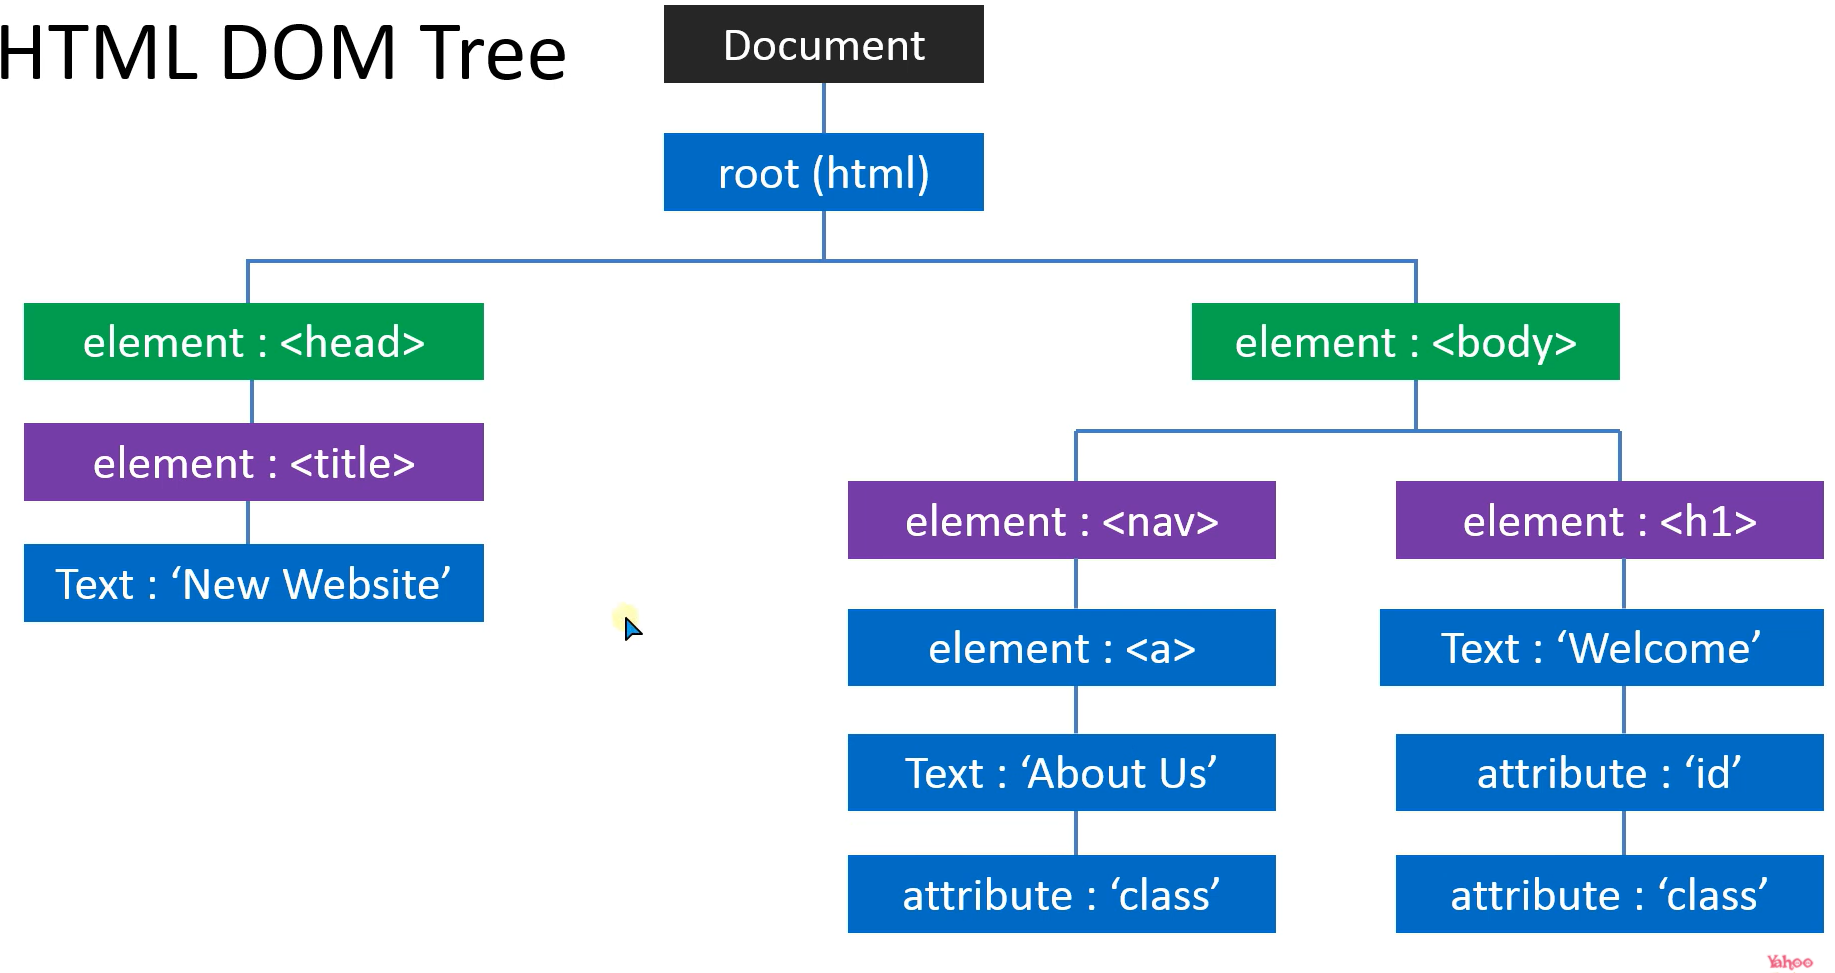 HTML DOM Tree
Document
root (html)
element : <head>
element : <body>
element : <title>
element : <nav>
element : <h1>
Text : ‘New Website’
element : <a>
Text : ‘Welcome’
Text : ‘About Us’
attribute : ‘id’
attribute : ‘class’
attribute : ‘class’
Yahoo